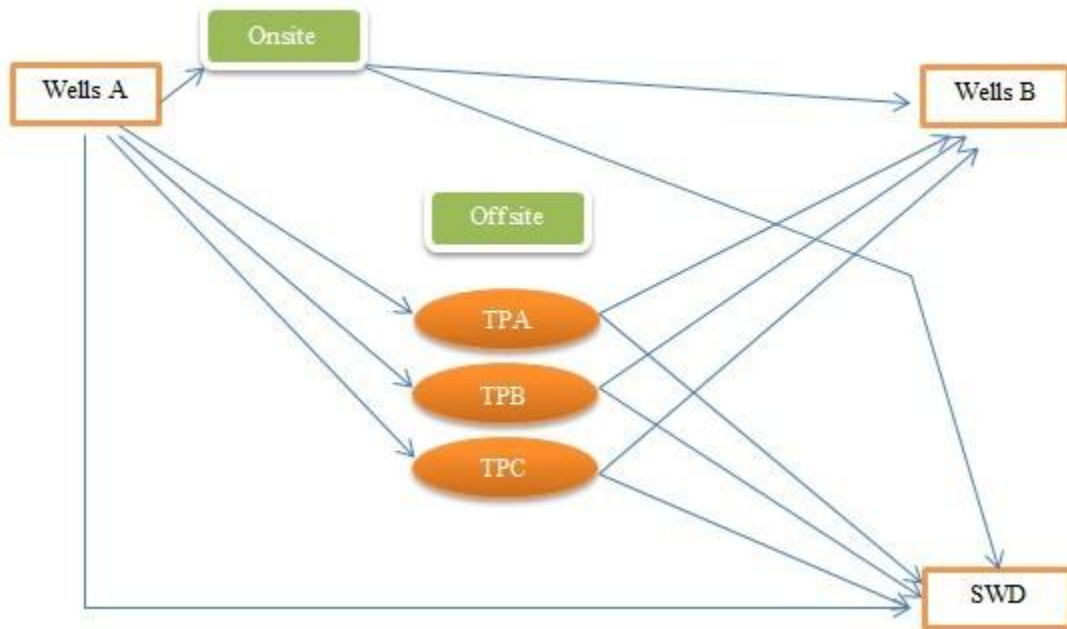 Onsite
Wells A
Wells B
Offsite
TPA
TPB
TPC
SWD